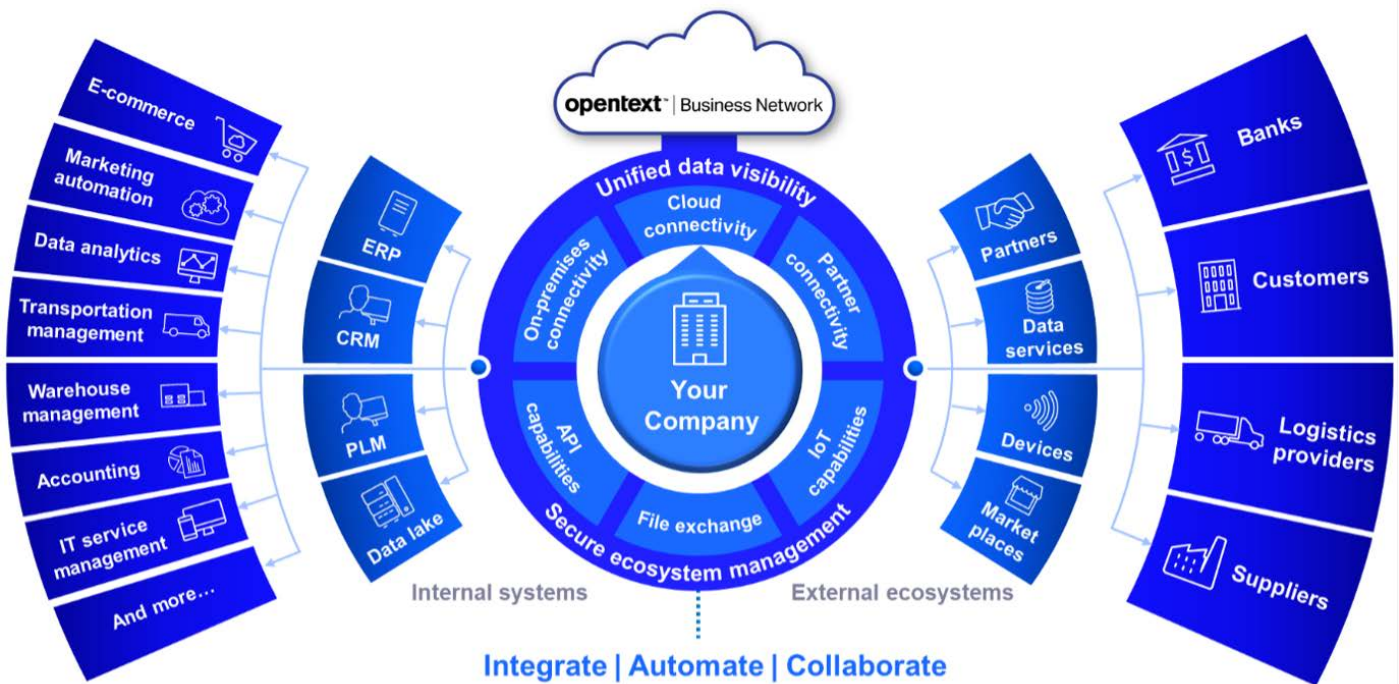 opentext™ | Business Network
E-commerce
Marketing
automation
Data analytics
Transportation
management
Warehouse
management
Accounting
IT service
management
And more...
ERP
CRM
PLM
Data lake
Internal systems
Unified data visibility
Cloud
connectivity
On-premises
connectivity
Partner
connectivity
Your
Company
API
capabilities
IoT
capabilities
File exchange
Secure ecosystem management
Partners
Data
services
Devices
Market
places
External ecosystems
Banks
Customers
Logistics
providers
Suppliers
Integrate | Automate | Collaborate